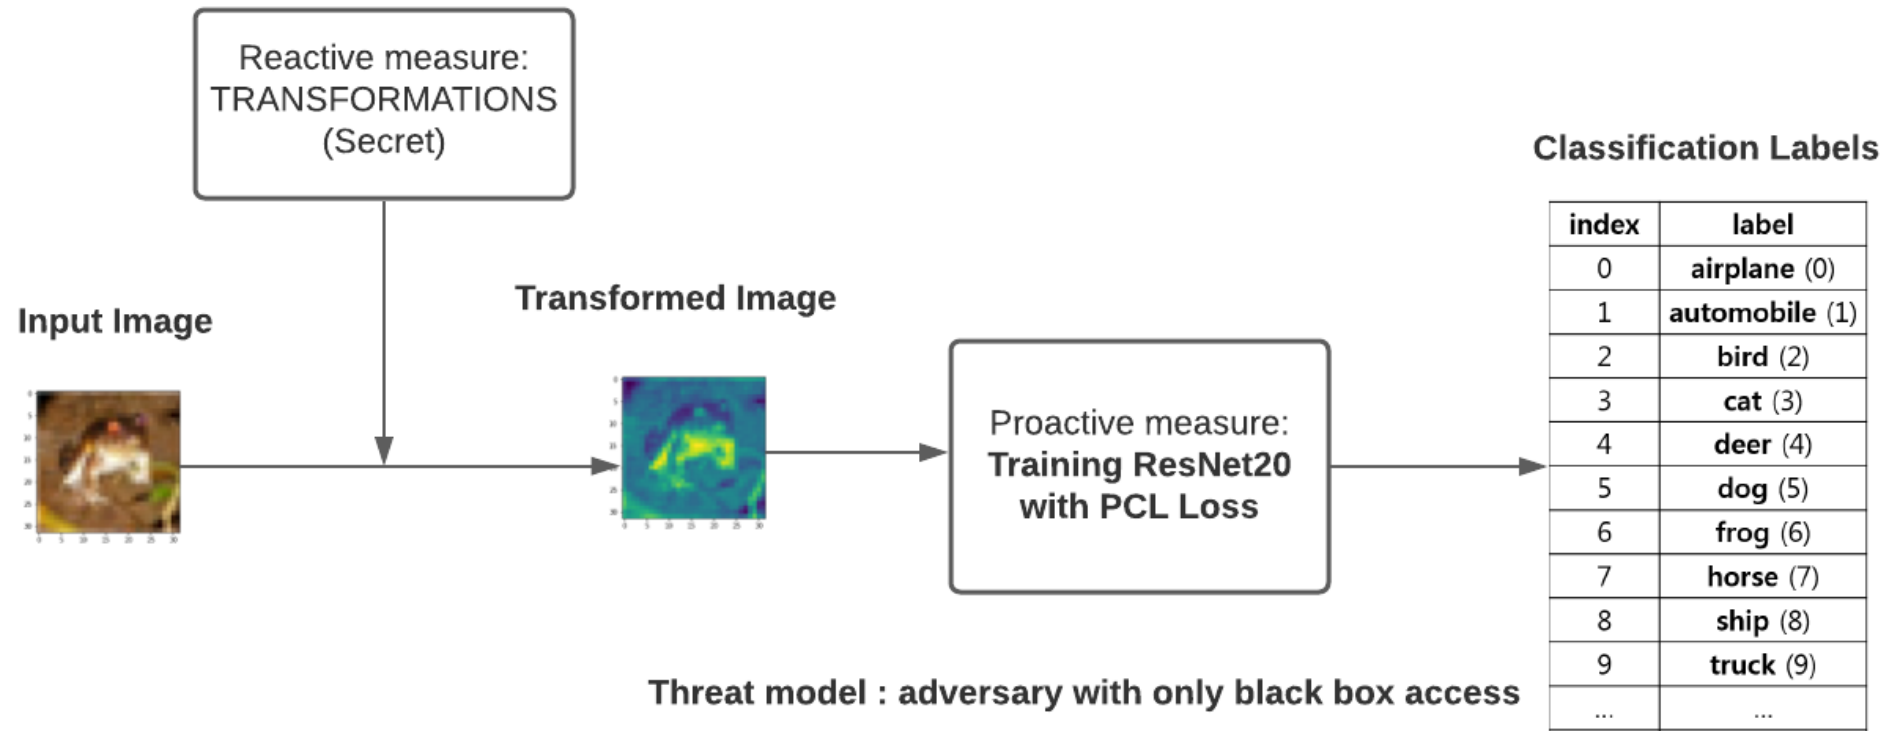 Reactive measure:
TRANSFORMATIONS
(Secret)
Classification Labels
index label
0 airplane (0)
1 automobile (1)
2 bird (2)
3 cat (3)
4 deer (4)
5 dog (5)
6 frog (6)
7 horse (7)
8 ship (8)
9 truck (9)
... ...
Input Image
Transformed Image
Proactive measure:
Training ResNet20
with PCL Loss
Threat model : adversary with only black box access